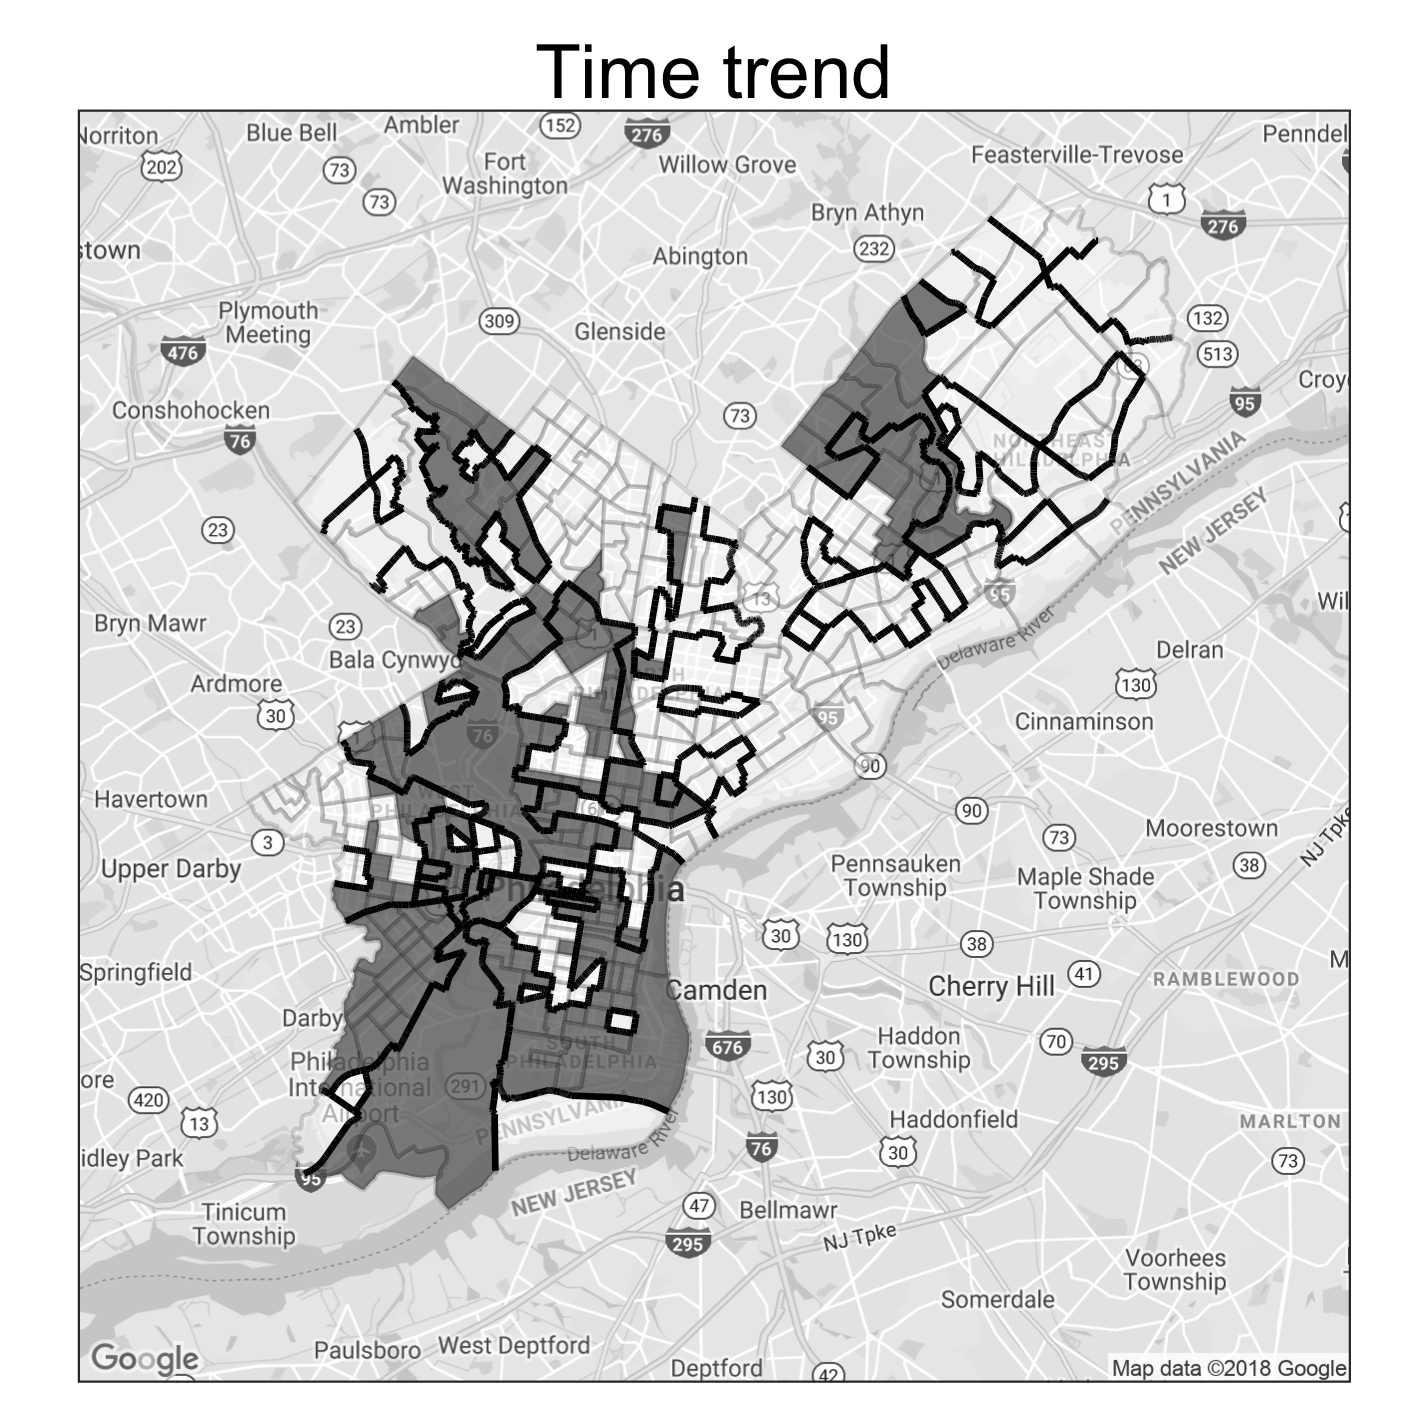 Time trend
Norriton
Blue Bell
Ambler
152
276
Penndel
202
73
Fort
Washington
Willow Grove
Feasterville-Trevose
73
Bryn Athyn
1
276
stown
Abington
232
Plymouth
Meeting
309
Glenside
132
476
513
63
Conshohocken
73
Croy
76
95
NORTHEAST
PHILADELPHIA
PENNSYLVANIA
NEW JERSEY
23
1
13
95
Wil
Bryn Mawr
23
1
Delaware River
Delran
Bala Cynwyd
Ardmore
NORTH
PHILADELPHIA
130
30
76
95
Cinnaminson
90
Havertown
WEST
PHILADELPHIA
90
3
73
Moorestown
NJ Tpke
Upper Darby
Pennsauken
Township
Maple Shade
Township
38
Philadelphia
30
130
38
Springfield
Camden
Cherry Hill
41
RAMBLEWOOD
M
Darby
SOUTH
PHILADELPHIA
676
30
Haddon
Township
70
295
Philadelphia
International
Airport
291
ore
420
13
130
Haddonfield
MARLTON
PENNSYLVANIA
Delaware River
76
30
73
idley Park
95
NEW JERSEY
Tinicum
Township
47
Bellmawr
295
NJ Tpke
Voorhees
Township
Somerdale
Paulsboro
West Deptford
Deptford
42
Google
Map data ©2018 Google